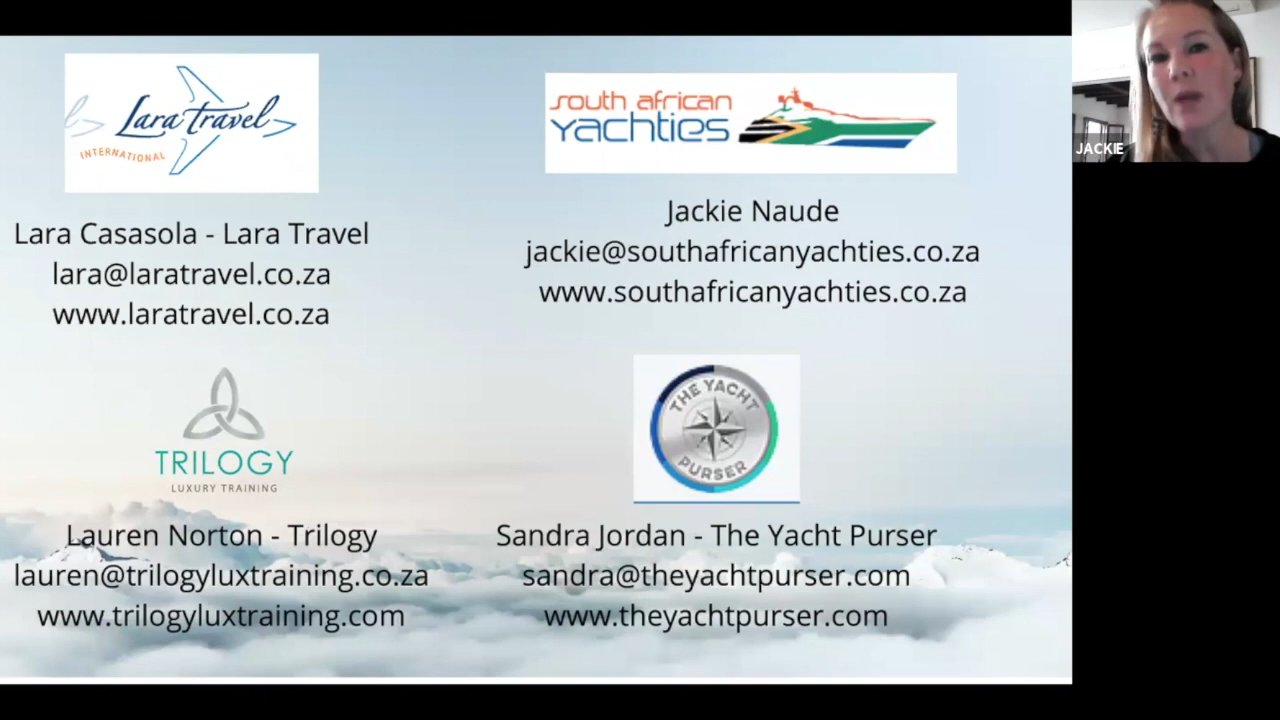 Lara Travel
INTERNATIONAL
Lara Casasola - Lara Travel
lara@laratravel.co.za
www.laratravel.co.za
south african
yachties
Jackie Naude
jackie@southafricanyachties.co.za
www.southafricanyachties.co.za
TRILOGY
LUXURY TRAINING
Lauren Norton - Trilogy
lauren@trilogyluxtraining.co.za
www.trilogyluxtraining.com
THE YACHT
PURSER
Sandra Jordan - The Yacht Purser
sandra@theyachtpurser.com
www.theyachtpurser.com
JACKIE